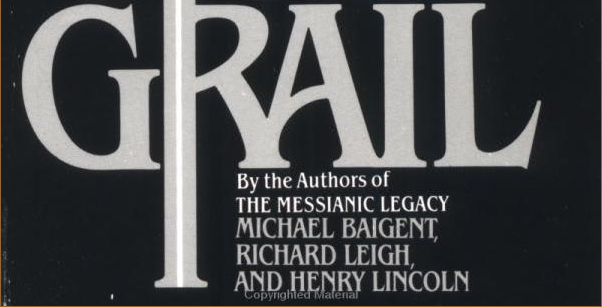 GRAIL
By the Authors of
THE MESSIANIC LEGACY
MICHAEL BAIGENT,
RICHARD LEIGH,
AND HENRY LINCOLN
Copyrighted Material